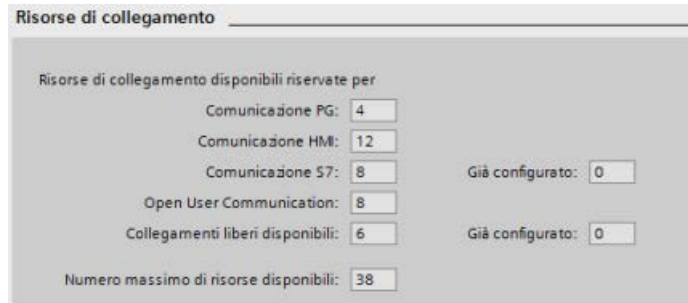 Risorse di collegamento
Risorse di collegamento disponibili riservate per
Comunicazione PG: 4
Comunicazione HMI: 12
Comunicazione S7: 8 Già configurato: 0
Open User Communication: 8
Collegamenti liberi disponibili: 6 Già configurato: 0
Numero massimo di risorse disponibili: 38